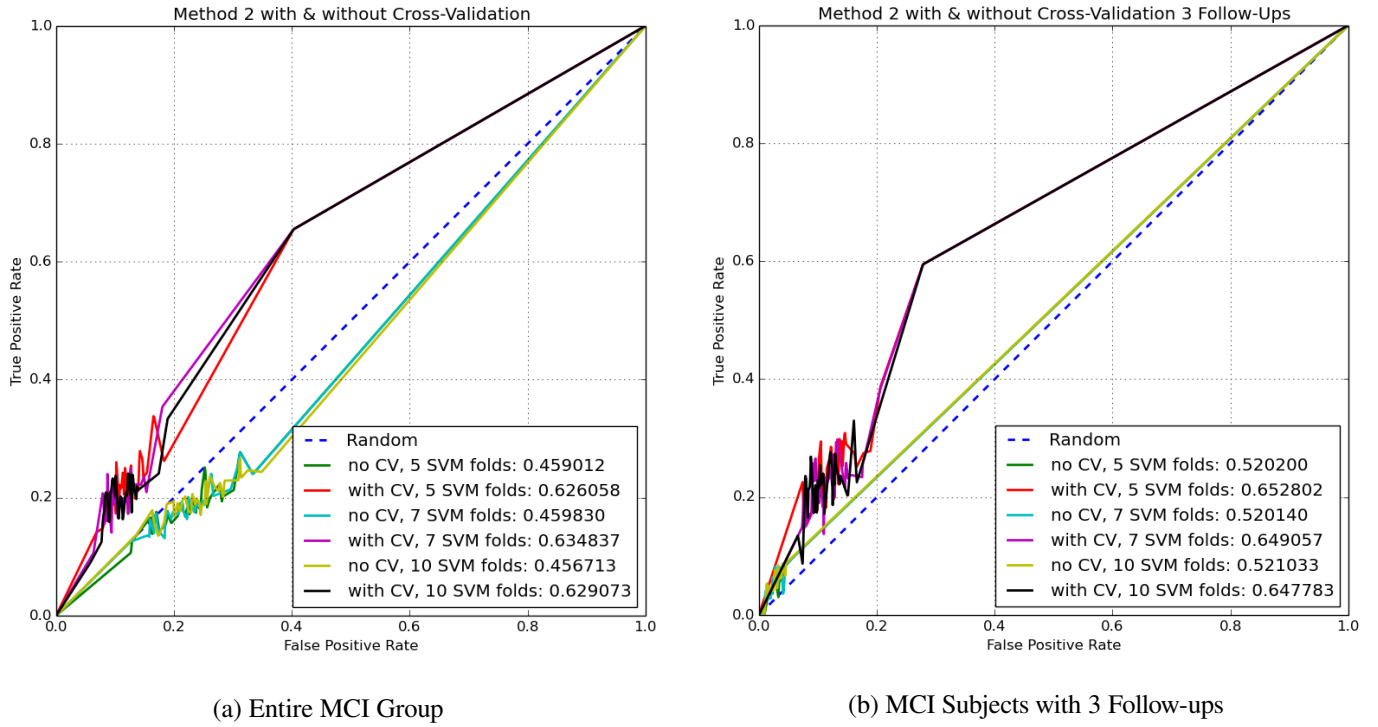 Method 2 with & without Cross-Validation
1.0
0.8
0.6
0.4
0.2
0.0
True Positive Rate
0.0 0.2 0.4 0.6 0.8 1.0
False Positive Rate
Random
no CV, 5 SVM folds: 0.459012
with CV, 5 SVM folds: 0.626058
no CV, 7 SVM folds: 0.459830
with CV, 7 SVM folds: 0.634837
no CV, 10 SVM folds: 0.456713
with CV, 10 SVM folds: 0.629073
(a) Entire MCI Group
Method 2 with & without Cross-Validation 3 Follow-Ups
1.0
0.8
0.6
0.4
0.2
0.0
True Positive Rate
0.0 0.2 0.4 0.6 0.8 1.0
False Positive Rate
Random
no CV, 5 SVM folds: 0.520200
with CV, 5 SVM folds: 0.652802
no CV, 7 SVM folds: 0.520140
with CV, 7 SVM folds: 0.649057
no CV, 10 SVM folds: 0.521033
with CV, 10 SVM folds: 0.647783
(b) MCI Subjects with 3 Follow-ups